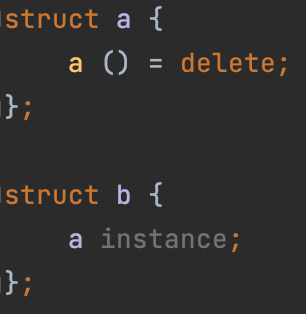 struct a {
a () = delete;
};
struct b {
a instance;
};